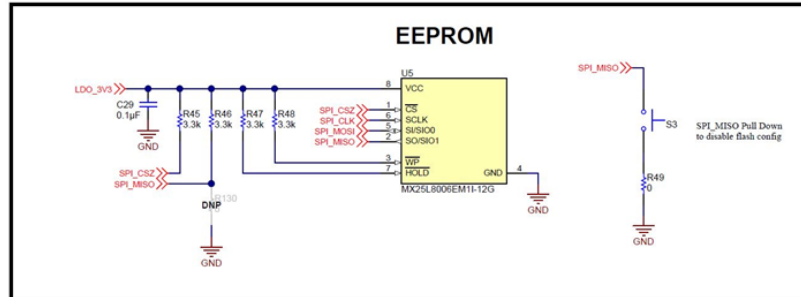 EEPROM
U5
LDO_3V3
8 VCC
C29
0.1µF
R45
3.3k
R46
3.3k
R47
3.3k
R48
3.3k
GND
SPI_CSZ 1 CS
SPI_CLK 6 SCLK
SPI_MOSI 5 SI/SIO0
SPI_MISO 2 SO/SIO1
3 WP
7 HOLD
GND 4
MX25L8006EM1I-12G
GND
SPI_CSZ
SPI_MISO
R130
DNP
GND
SPI_MISO
S3
SPI_MISO Pull Down
to disable flash config
R49
0
GND